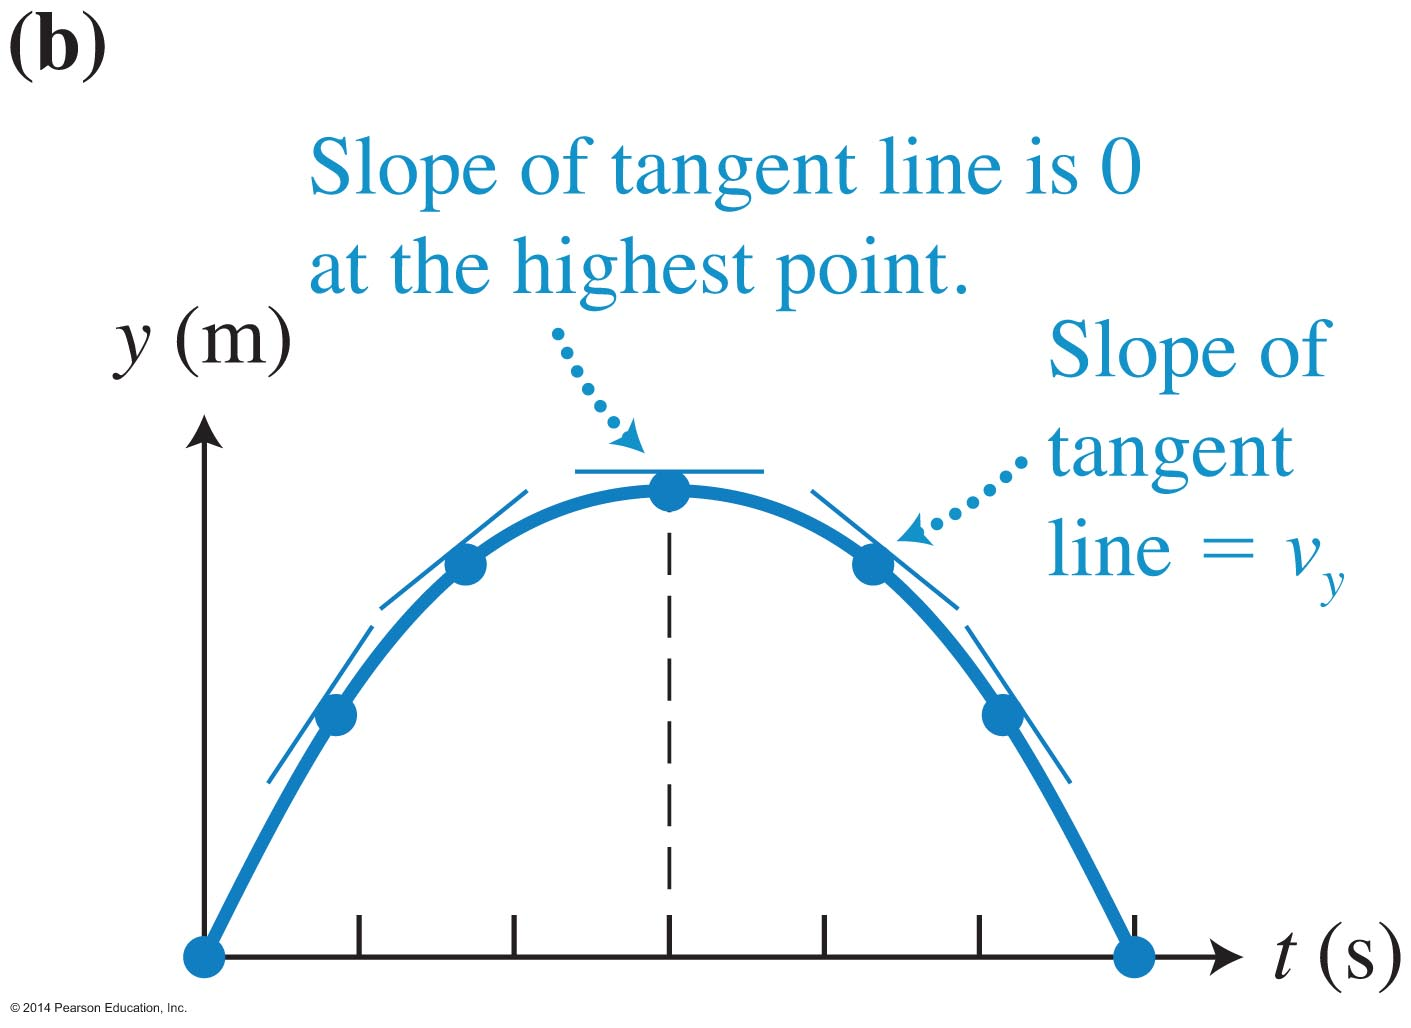 (b)
Slope of tangent line is 0
at the highest point.
y (m)
Slope of
tangent
line = v_y
t (s)
© 2014 Pearson Education, Inc.